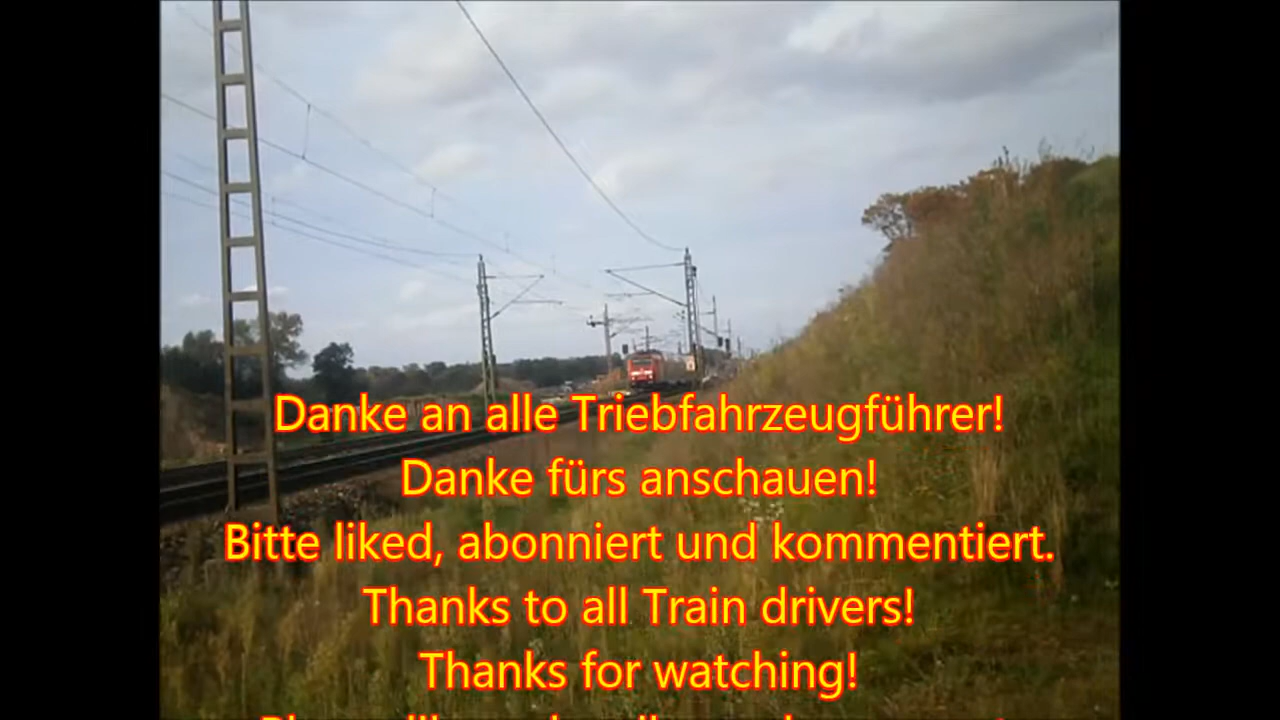 Danke an alle Triebfahrzeugführer!
Danke fürs anschauen!
Bitte liked, abonniert und kommentiert.
Thanks to all Train drivers!
Thanks for watching!